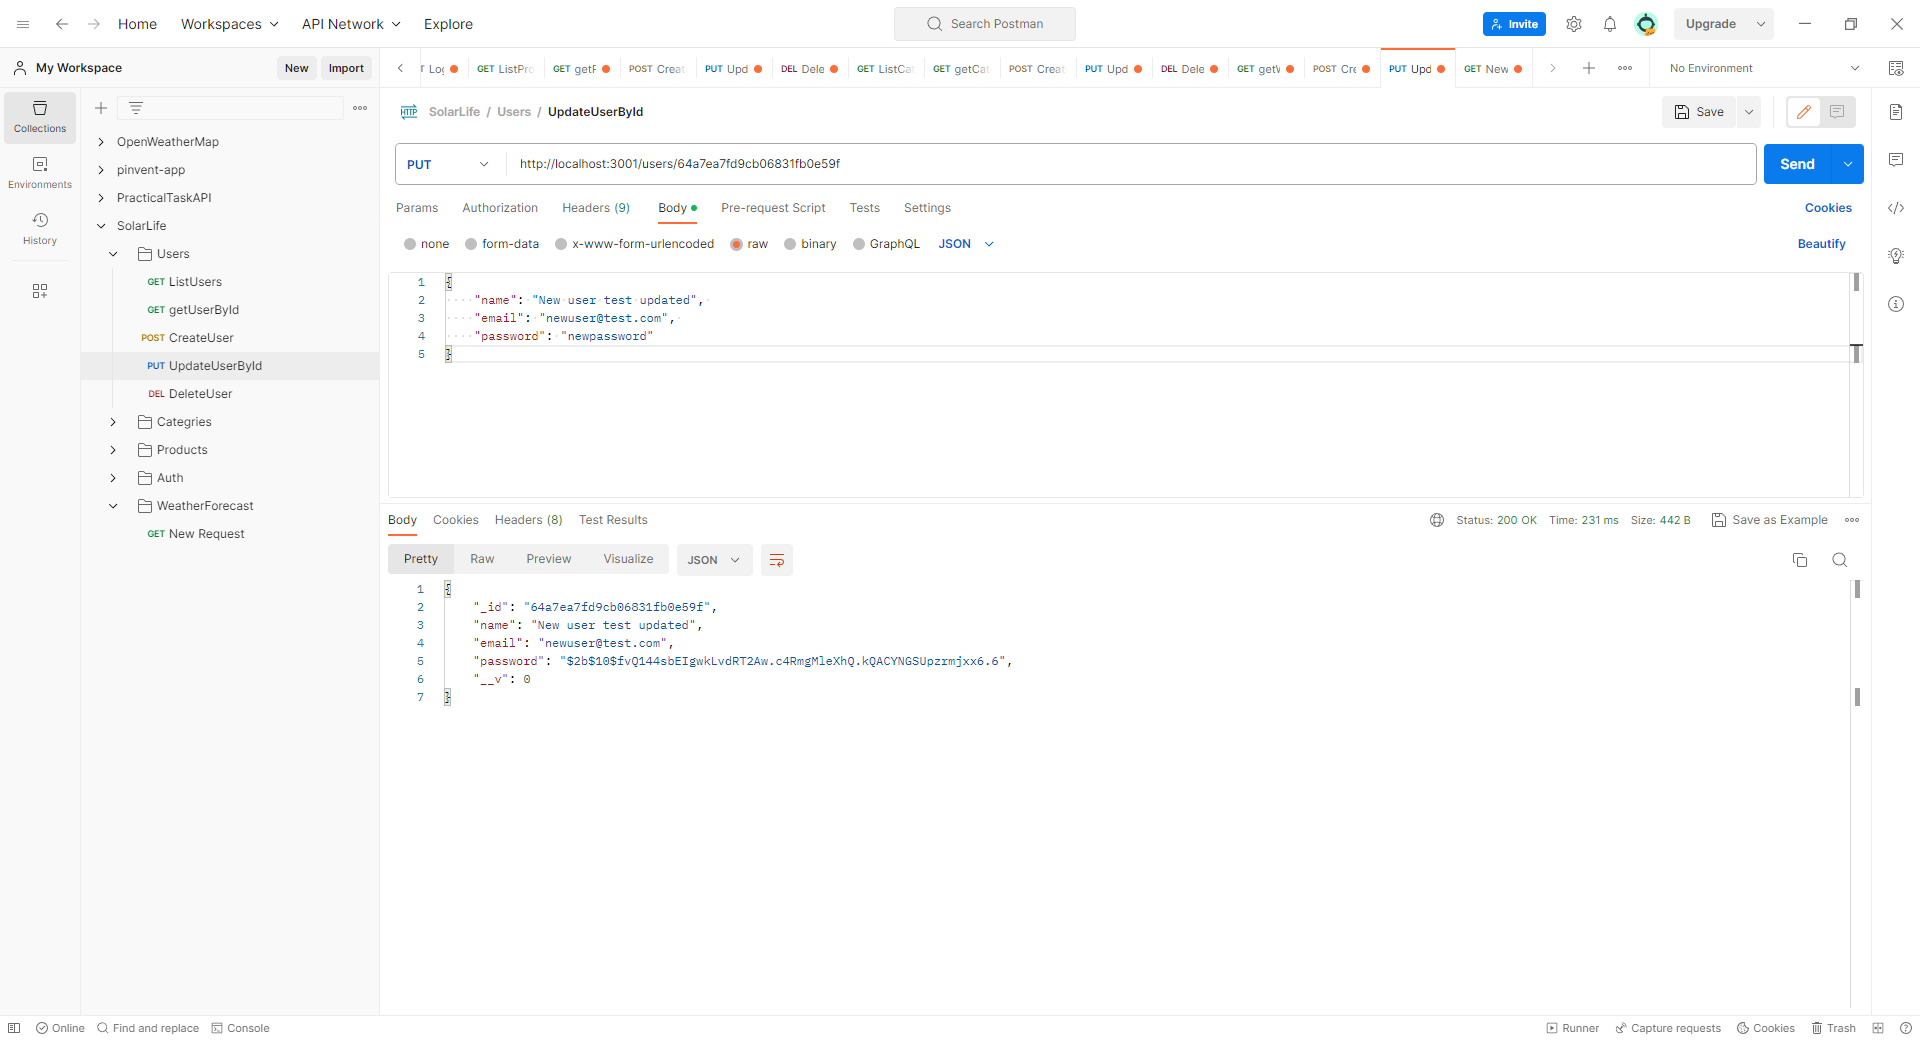 Home Workspaces API Network Explore Search Postman Invite Upgrade
My Workspace New Import
GET ListPro GET getP POST Creat PUT Upd DEL Dele GET ListCa GET getCat POST Creat PUT Upd DEL Dele GET POST Cre PUT Upd GET New No Environment
Collections
Environments
History
OpenWeatherMap
pinvent-app
PracticalTaskAPI
SolarLife
Users
GET ListUsers
GET getUserById
POST CreateUser
PUT UpdateUserById
DEL DeleteUser
Categries
Products
Auth
WeatherForecast
GET New Request
HTTP SolarLife / Users / UpdateUserById Save
PUT http://localhost:3001/users/64a7ea7fd9cb06831fb0e59f Send
Params Authorization Headers (9) Body Pre-request Script Tests Settings Cookies
none form-data x-www-form-urlencoded raw binary GraphQL JSON Beautify
1 {
2 "name": "New user test updated",
3 "email": "newuser@test.com",
4 "password": "newpassword"
5 }
Body Cookies Headers (8) Test Results Status: 200 OK Time: 231 ms Size: 442 B Save as Example
Pretty Raw Preview Visualize JSON
1 {
2 "_id": "64a7ea7fd9cb06831fb0e59f",
3 "name": "New user test updated",
4 "email": "newuser@test.com",
5 "password": "$2b$10$fvQ144sbEIgwkLvdRT2Aw.c4RmgMleXhQ.kQACYNGSUpzrmjxx6.6",
6 "__v": 0
7 }
Online Find and replace Console Runner Capture requests Cookies Trash